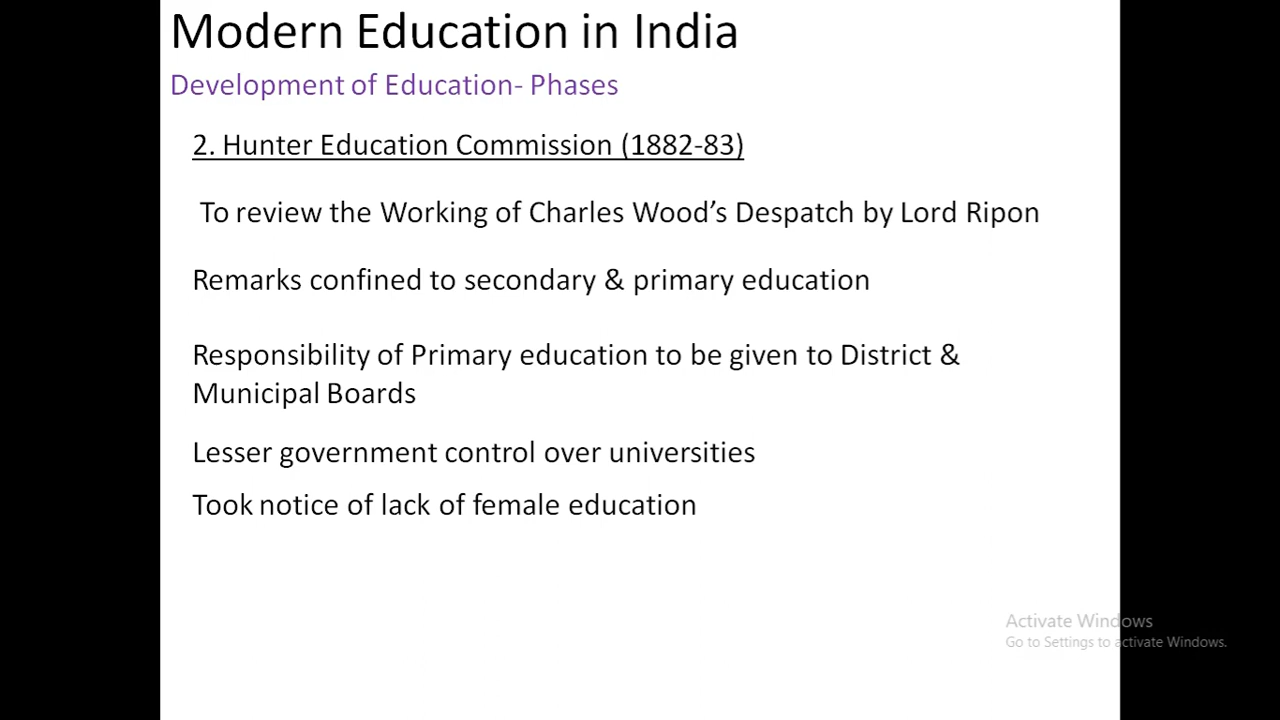 Modern Education in India
Development of Education- Phases
2. Hunter Education Commission (1882-83)
To review the Working of Charles Wood’s Despatch by Lord Ripon
Remarks confined to secondary & primary education
Responsibility of Primary education to be given to District &
Municipal Boards
Lesser government control over universities
Took notice of lack of female education
Activate Windows
Go to Settings to activate Windows.